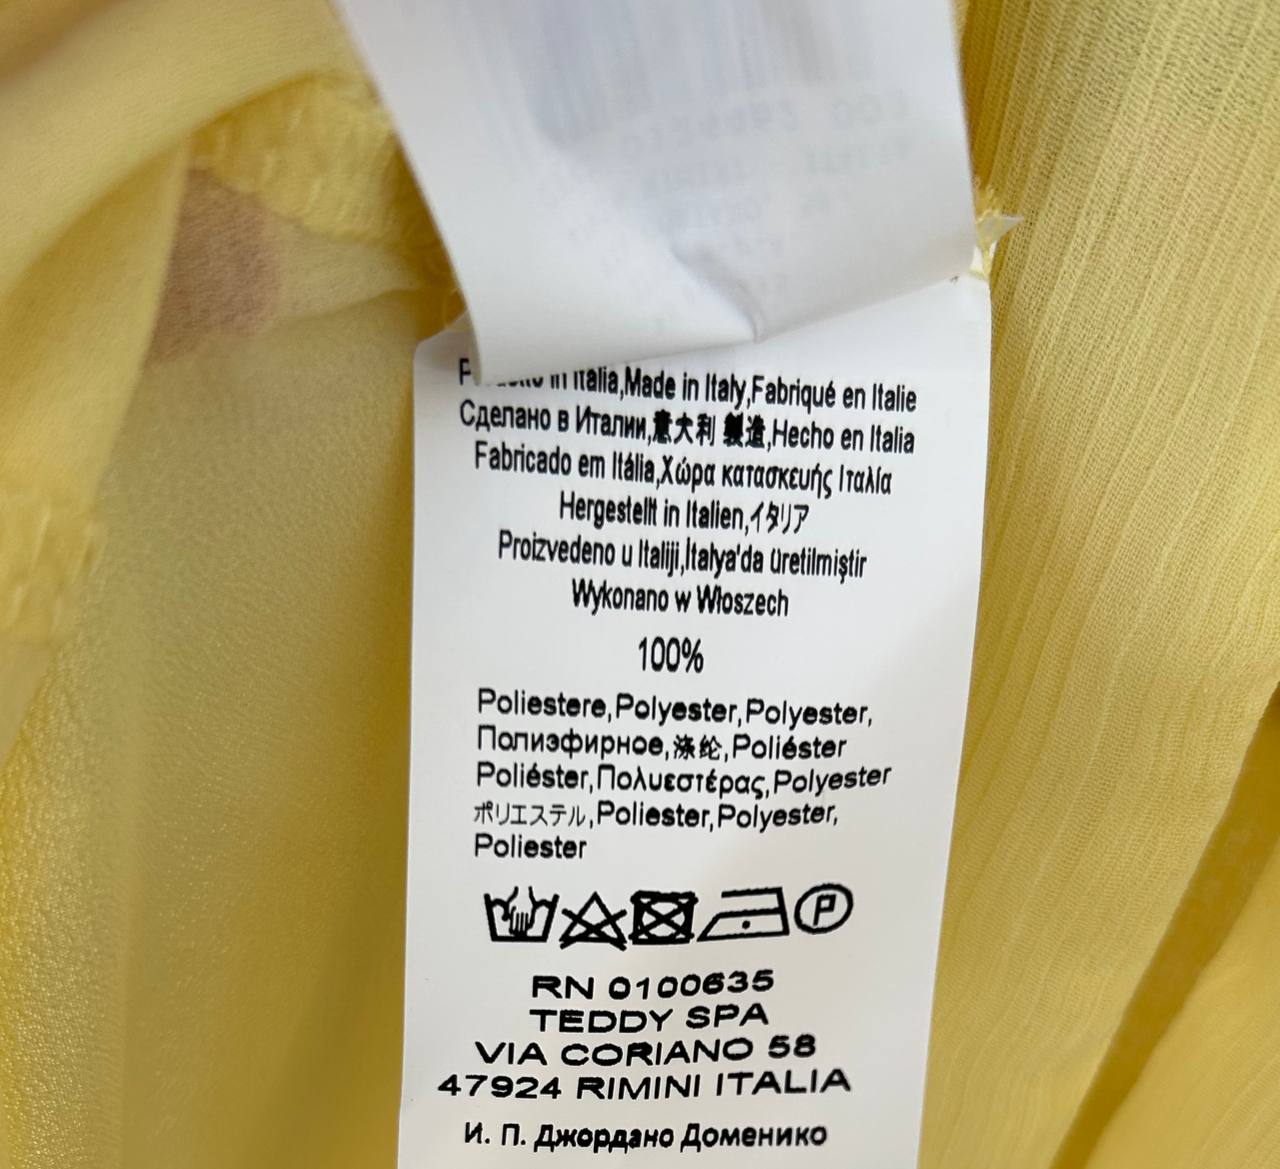 in Italia,Made in Italy,Fabriqué en Italie
Сделано в Италии,意大利 製造,Hecho en Italia
Fabricado em Itália,Χώρα κατασκευής Ιταλία
Hergestellt in Italien,イタリア
Proizvedeno u Italiji,İtalya'da üretilmiştir
Wykonano w Włoszech
100%
Poliestere,Polyester,Polyester,
Полиэфирное,涤纶,Poliéster
Poliéster,Πολυεστέρας,Polyester
ポリエステル,Poliester,Polyester,
Poliester
P
RN 0100635
TEDDY SPA
VIA CORIANO 58
47924 RIMINI ITALIA
И. П. Джордано Доменико